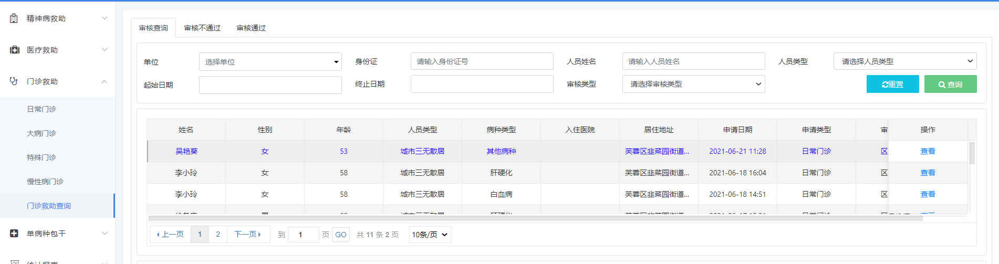 精神病救助
医疗救助
门诊救助
日常门诊
大病门诊
特殊门诊
慢性病门诊
门诊救助查询
单病种包干
审核查询 审核不通过 审核通过
单位 选择单位 身份证 请输入身份证号 人员姓名 请输入人员姓名 人员类型 请选择人员类型
起始日期 终止日期 审核类型 请选择审核类型 重置 查询
姓名 性别 年龄 人员类型 病种类型 入住医院 居住地址 申请日期 申请类型 审 操作
吴艳葵 女 53 城市三无散居 其他病种 芙蓉区韭菜园街道... 2021-06-21 11:28 日常门诊 区 查看
李小玲 女 58 城市三无散居 肝硬化 芙蓉区韭菜园街道... 2021-06-18 16:04 日常门诊 区 查看
李小玲 女 58 城市三无散居 白血病 芙蓉区韭菜园街道... 2021-06-18 14:51 日常门诊 区 查看
上一页 1 2 下一页 到 1 页 GO 共 11 条 2 页 10条/页